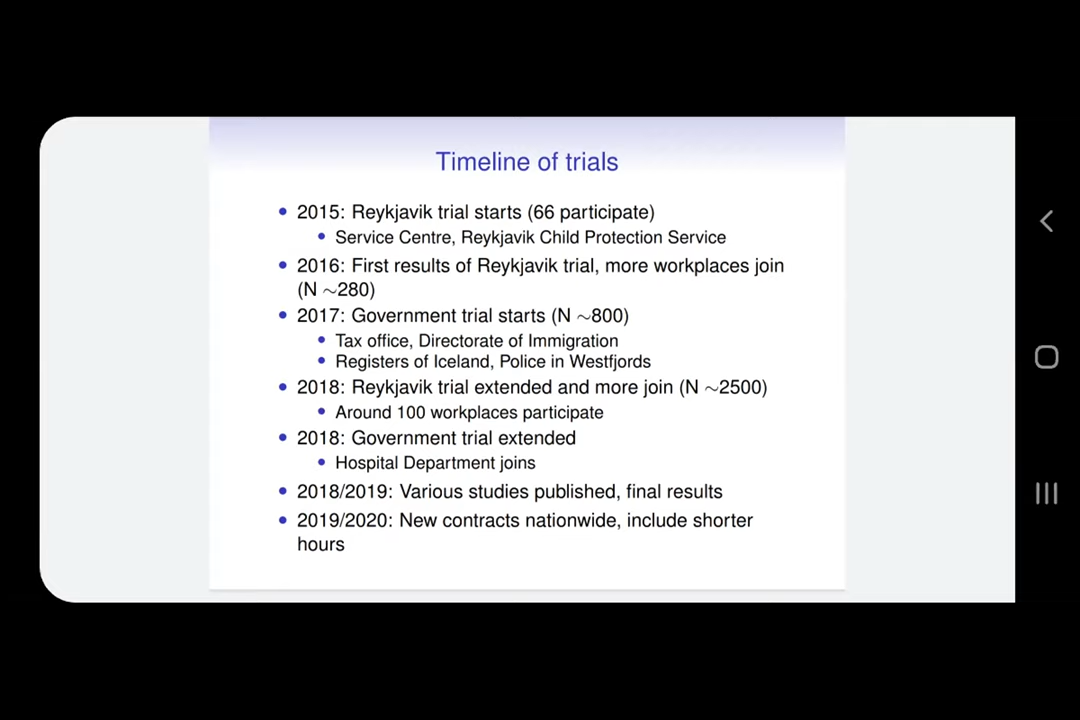 Timeline of trials
• 2015: Reykjavik trial starts (66 participate)
• Service Centre, Reykjavik Child Protection Service
• 2016: First results of Reykjavik trial, more workplaces join
(N ∼280)
• 2017: Government trial starts (N ∼800)
• Tax office, Directorate of Immigration
• Registers of Iceland, Police in Westfjords
• 2018: Reykjavik trial extended and more join (N ∼2500)
• Around 100 workplaces participate
• 2018: Government trial extended
• Hospital Department joins
• 2018/2019: Various studies published, final results
• 2019/2020: New contracts nationwide, include shorter
hours